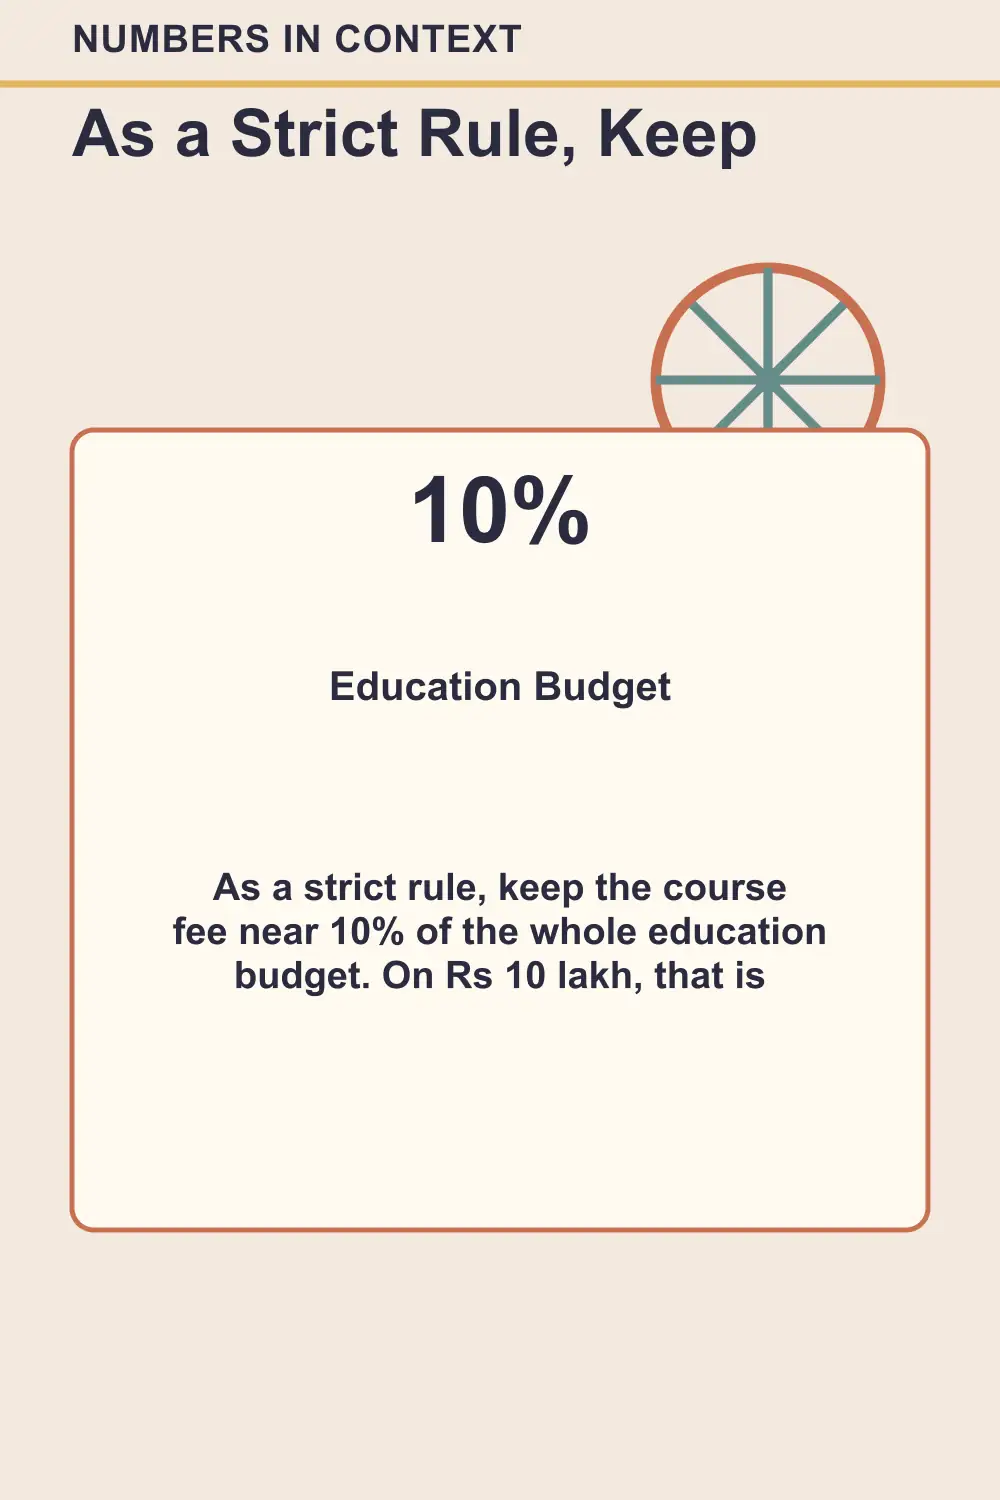 NUMBERS IN CONTEXT
As a Strict Rule, Keep
10%
Education Budget
As a strict rule, keep the course
fee near 10% of the whole education
budget. On Rs 10 lakh, that is